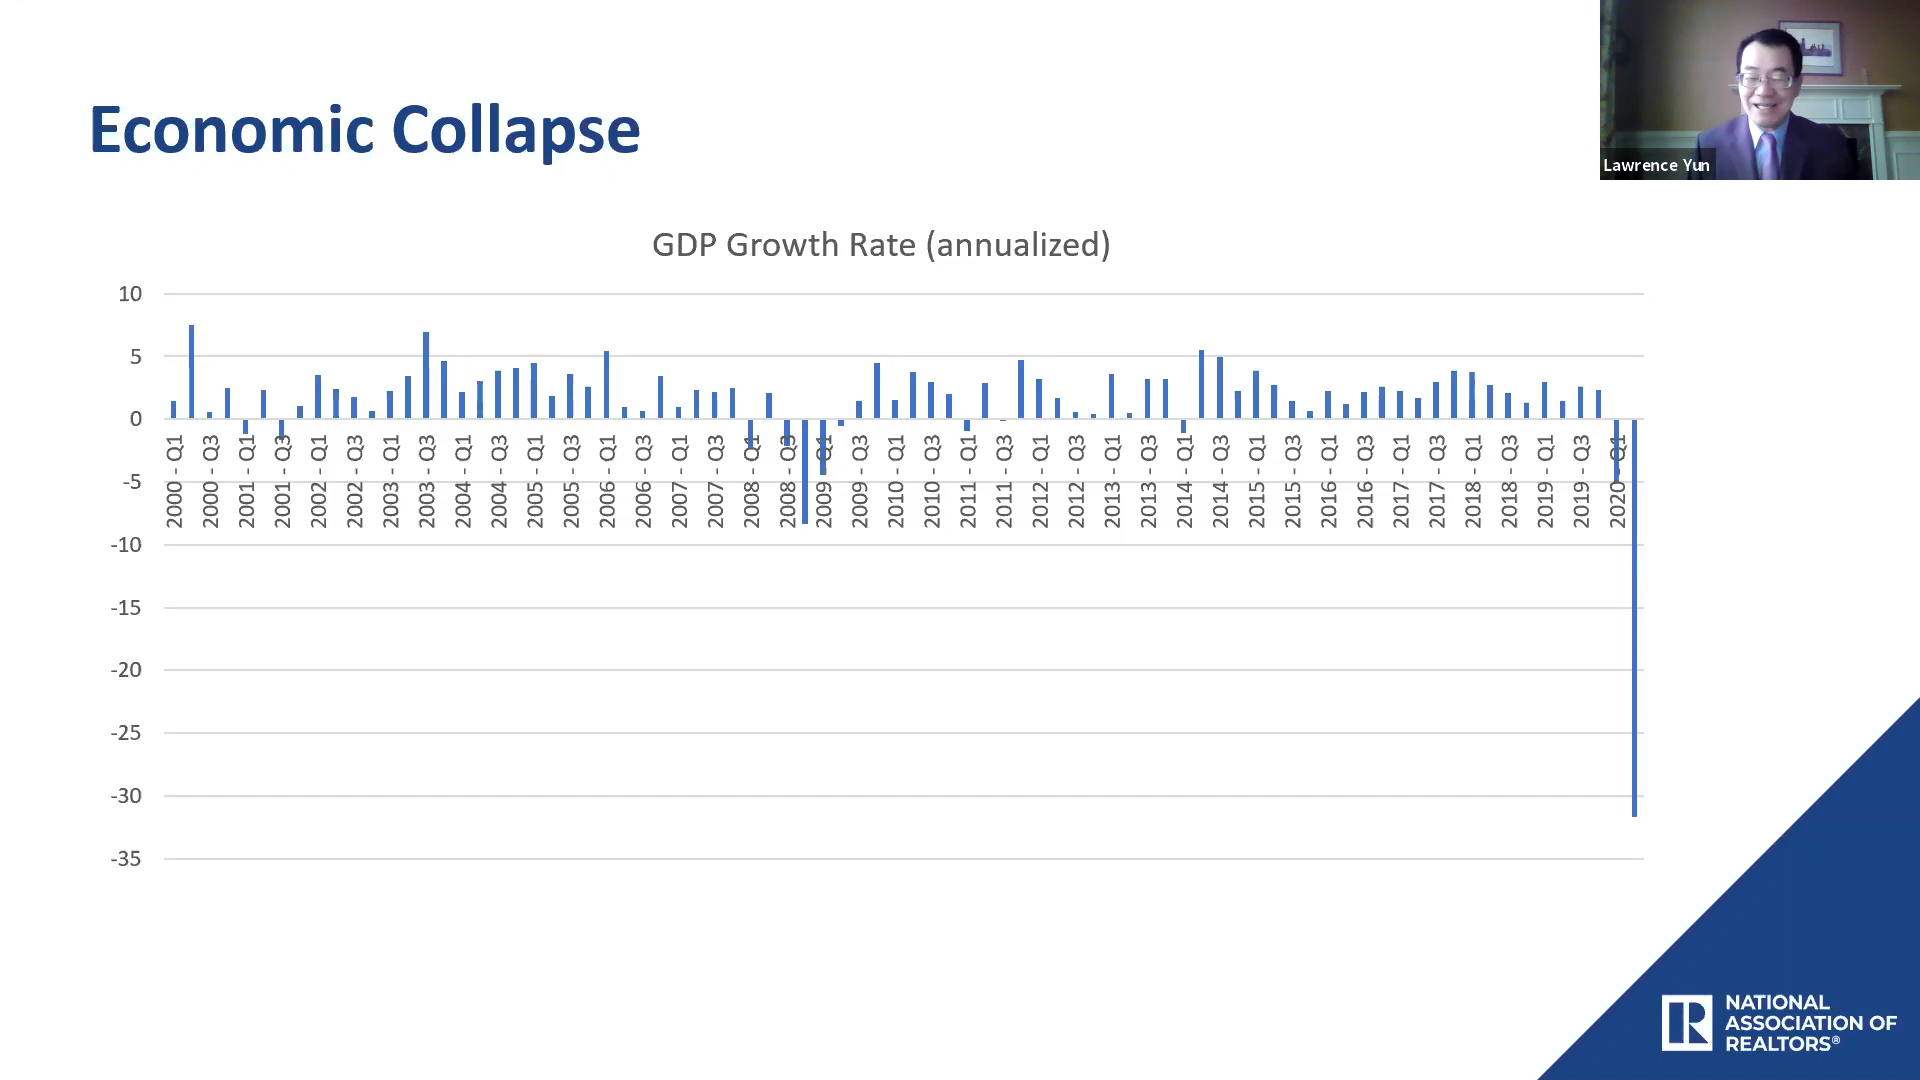 Economic Collapse
Lawrence Yun
GDP Growth Rate (annualized)
10
5
0
-5
-10
-15
-20
-25
-30
-35
2000 - Q1
2000 - Q3
2001 - Q1
2001 - Q3
2002 - Q1
2002 - Q3
2003 - Q1
2003 - Q3
2004 - Q1
2004 - Q3
2005 - Q1
2005 - Q3
2006 - Q1
2006 - Q3
2007 - Q1
2007 - Q3
2008 - Q1
2008 - Q3
2009 - Q1
2009 - Q3
2010 - Q1
2010 - Q3
2011 - Q1
2011 - Q3
2012 - Q1
2012 - Q3
2013 - Q1
2013 - Q3
2014 - Q1
2014 - Q3
2015 - Q1
2015 - Q3
2016 - Q1
2016 - Q3
2017 - Q1
2017 - Q3
2018 - Q1
2018 - Q3
2019 - Q1
2019 - Q3
2020 - Q1
R
NATIONAL
ASSOCIATION OF
REALTORS®